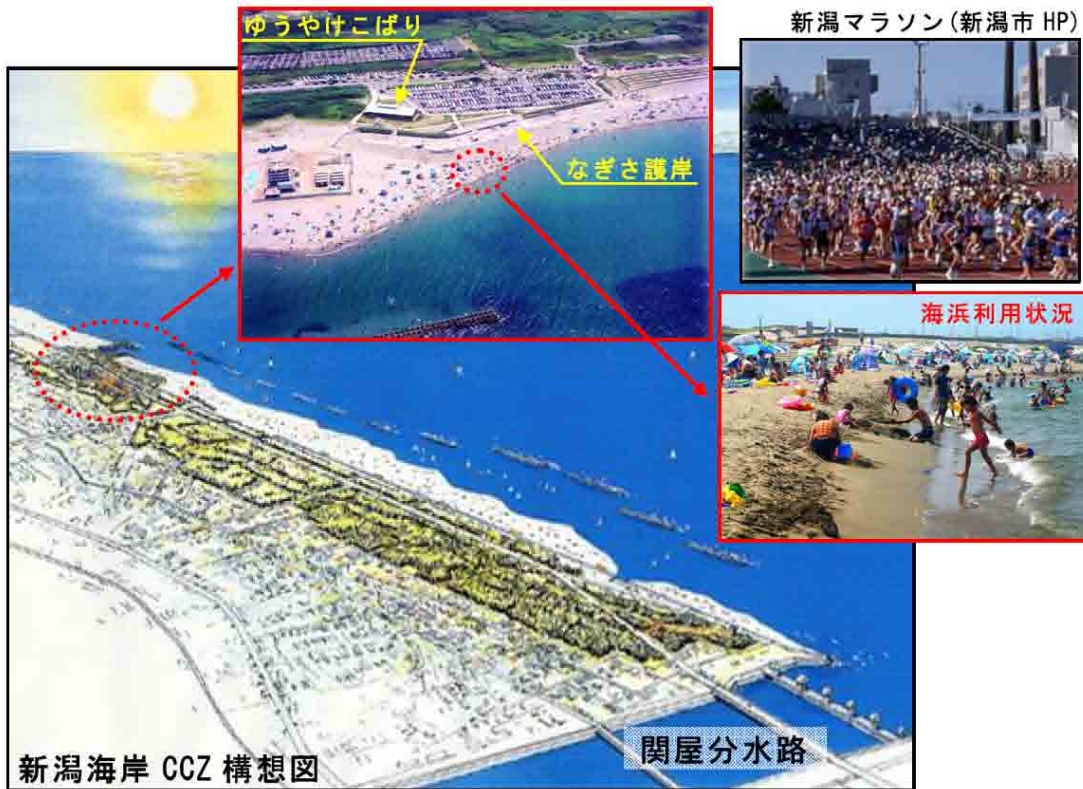 新潟マラソン(新潟市 HP)
ゆうやけこばり
なぎさ護岸
海浜利用状況
関屋分水路
新潟海岸 CCZ 構想図